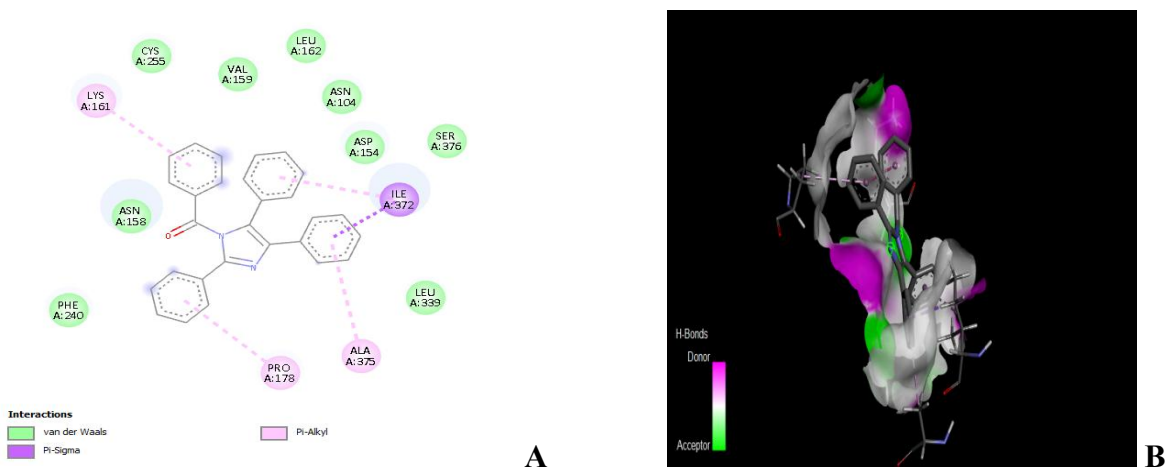 CYS
A:255
LEU
A:162
VAL
A:159
LYS
A:161
ASN
A:104
ASP
A:154
SER
A:376
ILE
A:372
ASN
A:158
O
N
N
LEU
A:339
PHE
A:240
ALA
A:375
PRO
A:178
Interactions
van der Waals
Pi-Sigma
Pi-Alkyl
A
H-Bonds
Donor
Acceptor
B